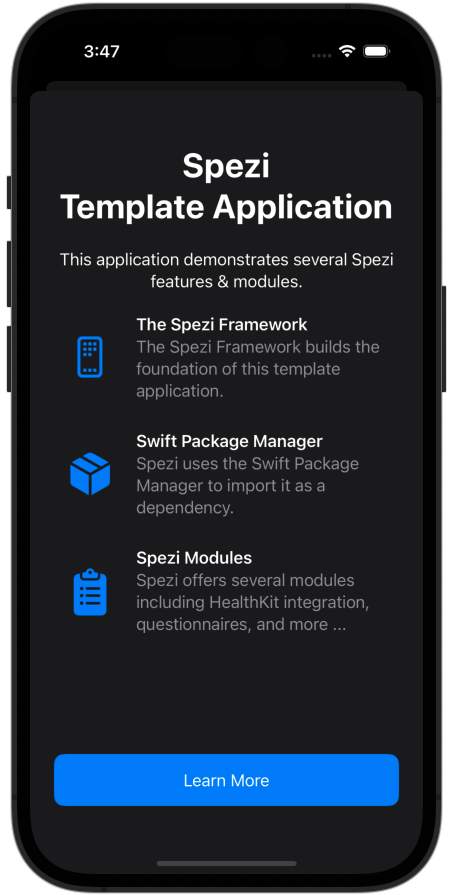 3:47
Spezi
Template Application
This application demonstrates several Spezi
features & modules.
The Spezi Framework
The Spezi Framework builds the
foundation of this template
application.
Swift Package Manager
Spezi uses the Swift Package
Manager to import it as a
dependency.
Spezi Modules
Spezi offers several modules
including HealthKit integration,
questionnaires, and more ...
Learn More